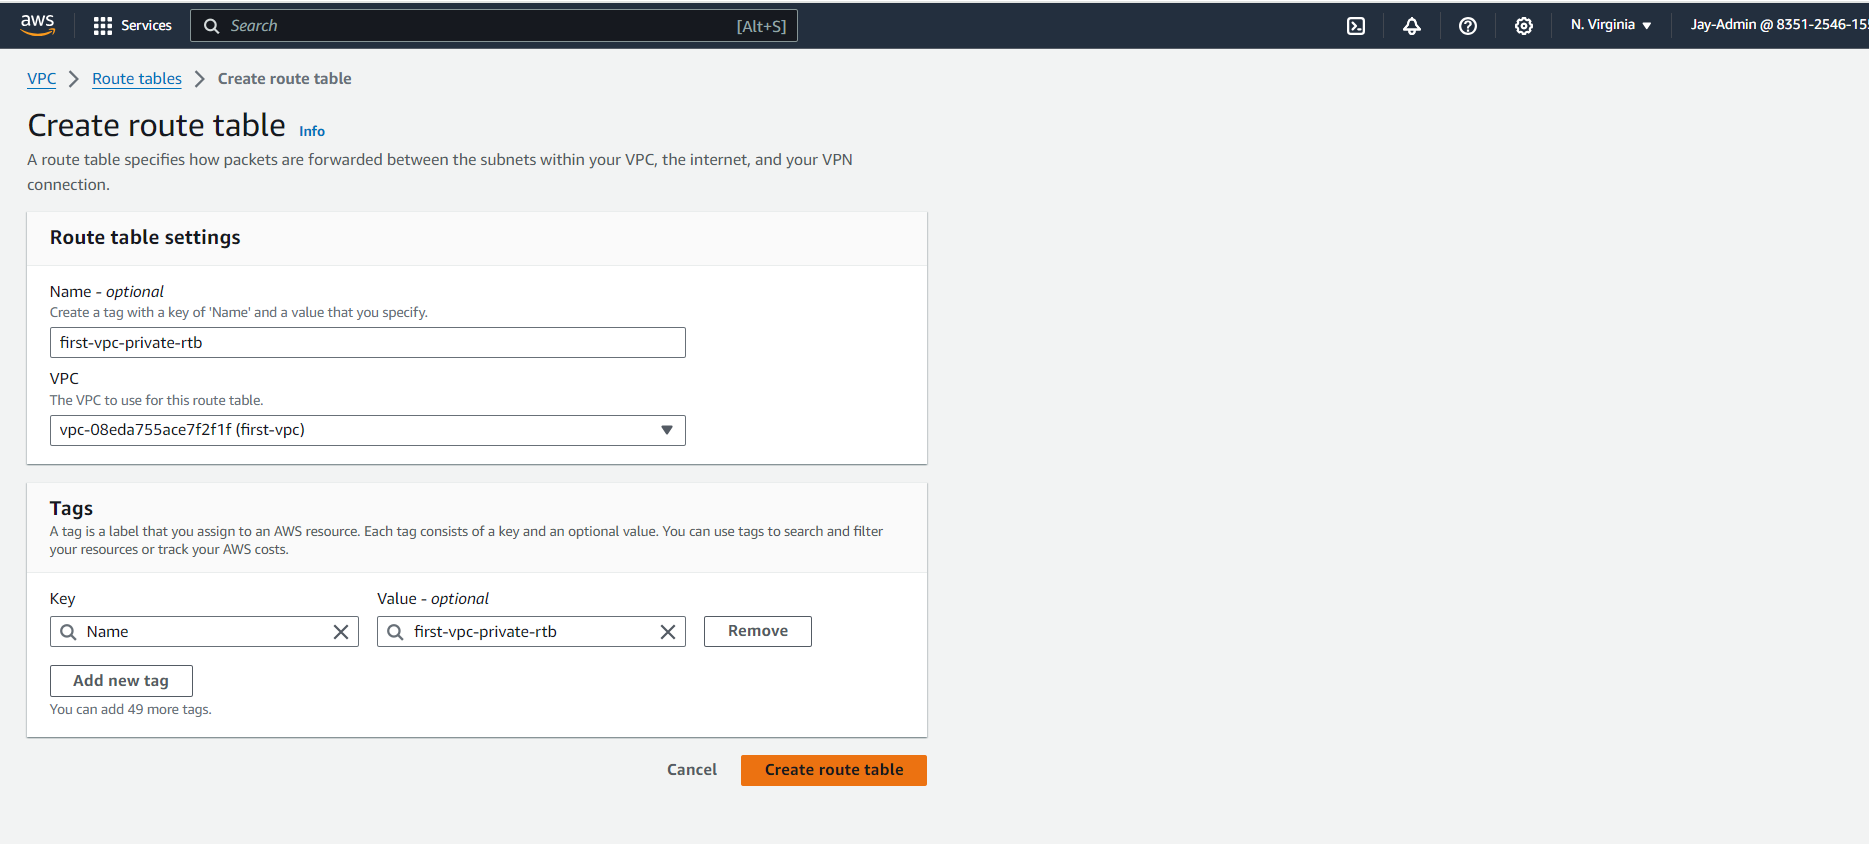 aws
Services
Search [Alt+S]
N. Virginia
Jay-Admin @ 8351-2546-15
VPC > Route tables > Create route table
Create route table Info
A route table specifies how packets are forwarded between the subnets within your VPC, the internet, and your VPN
connection.
Route table settings
Name - optional
Create a tag with a key of 'Name' and a value that you specify.
first-vpc-private-rtb
VPC
The VPC to use for this route table.
vpc-08eda755ace7f2f1f (first-vpc)
Tags
A tag is a label that you assign to an AWS resource. Each tag consists of a key and an optional value. You can use tags to search and filter
your resources or track your AWS costs.
Key
Value - optional
Name
first-vpc-private-rtb
Remove
Add new tag
You can add 49 more tags.
Cancel
Create route table